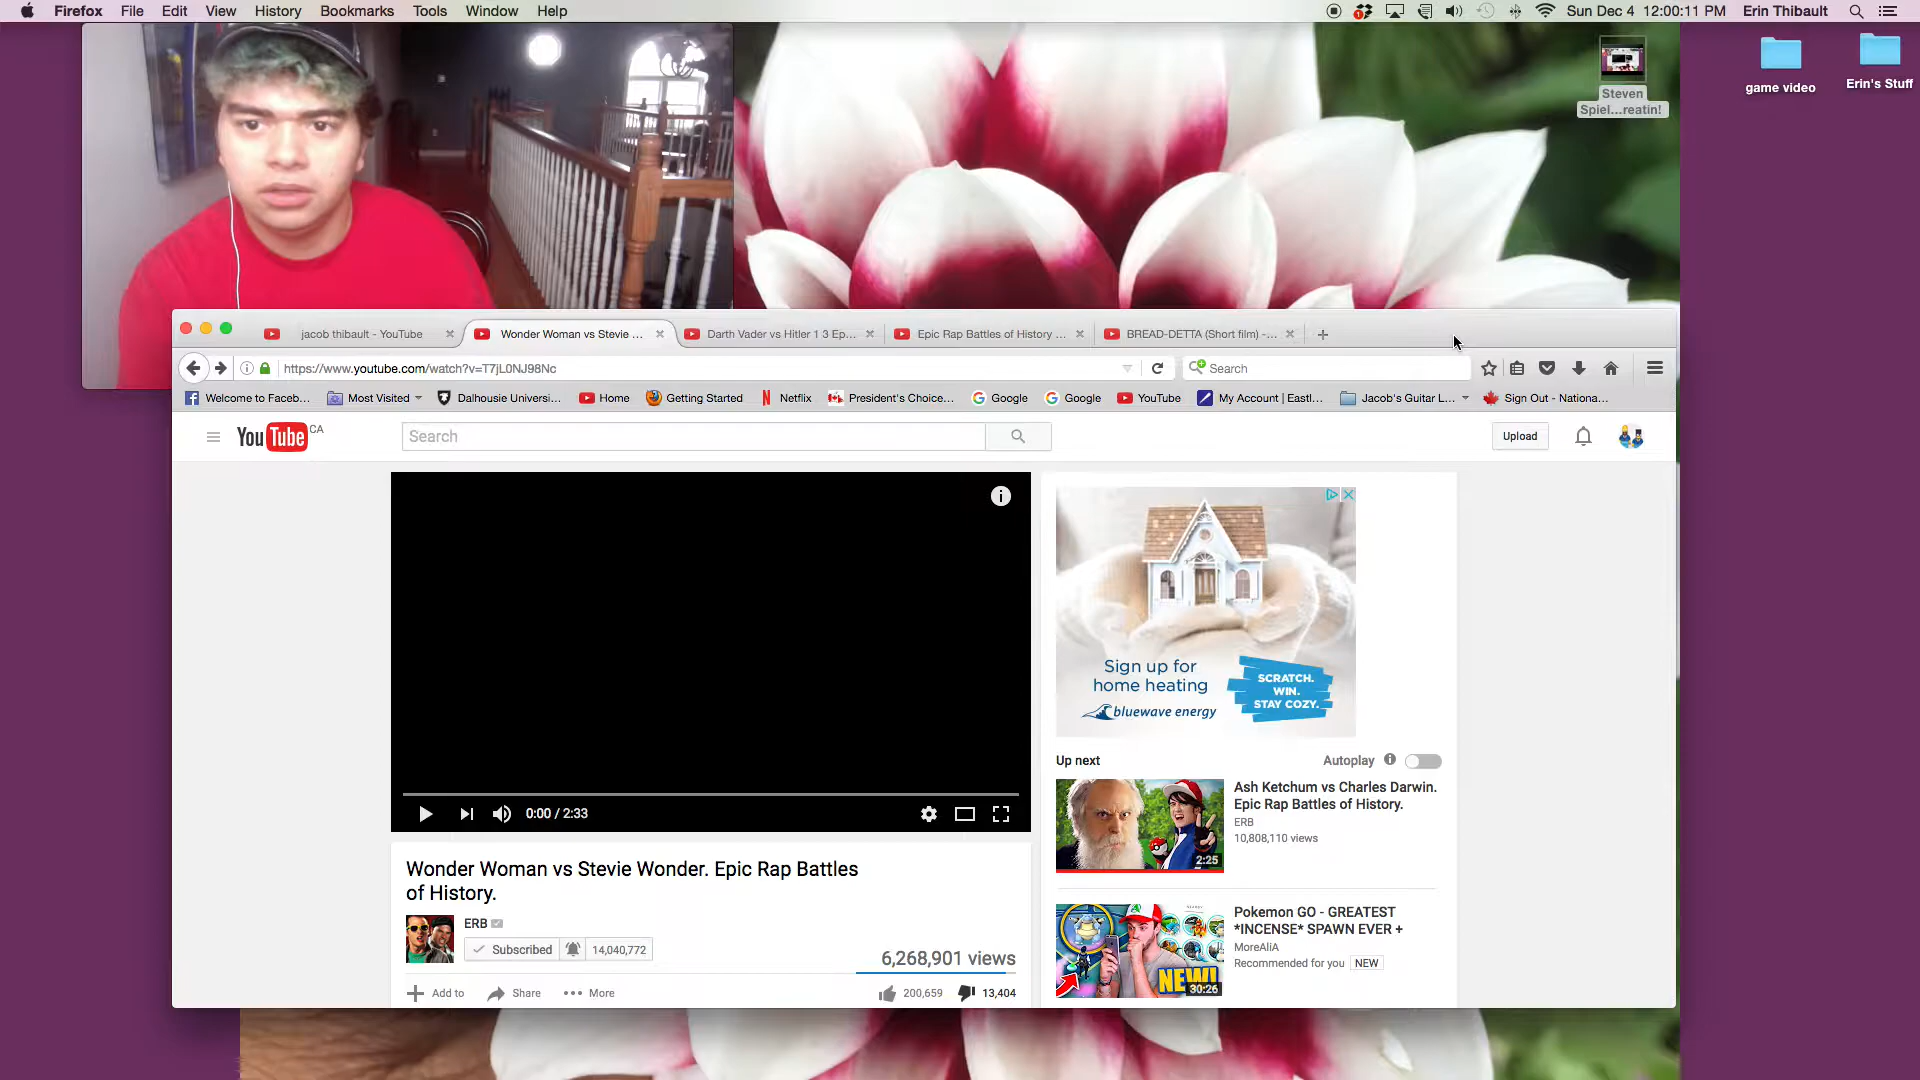 Firefox File Edit View History Bookmarks Tools Window Help
Sun Dec 4 12:00:11 PM Erin Thibault
Steven
Spiel...reatin!
game video
Erin's Stuff
jacob thibault - YouTube
Wonder Woman vs Stevie ...
Darth Vader vs Hitler 1 3 Ep...
Epic Rap Battles of History ...
BREAD-DETTA (Short film) -...
https://www.youtube.com/watch?v=T7jL0NJ98Nc
Search
Welcome to Faceb... Most Visited Dalhousie Universi... Home Getting Started Netflix President's Choice... Google Google YouTube My Account | Eastl... Jacob's Guitar L... Sign Out - Nationa...
YouTube CA
Search
Upload
Sign up for
home heating
bluewave energy
SCRATCH.
WIN.
STAY COZY.
0:00 / 2:33
Up next
Autoplay
Ash Ketchum vs Charles Darwin.
Epic Rap Battles of History.
ERB
10,808,110 views
2:25
Wonder Woman vs Stevie Wonder. Epic Rap Battles
of History.
ERB
Subscribed 14,040,772
6,268,901 views
Add to Share More
200,659 13,404
Pokemon GO - GREATEST
*INCENSE* SPAWN EVER +
MoreAliA
Recommended for you NEW
NEW!
30:26